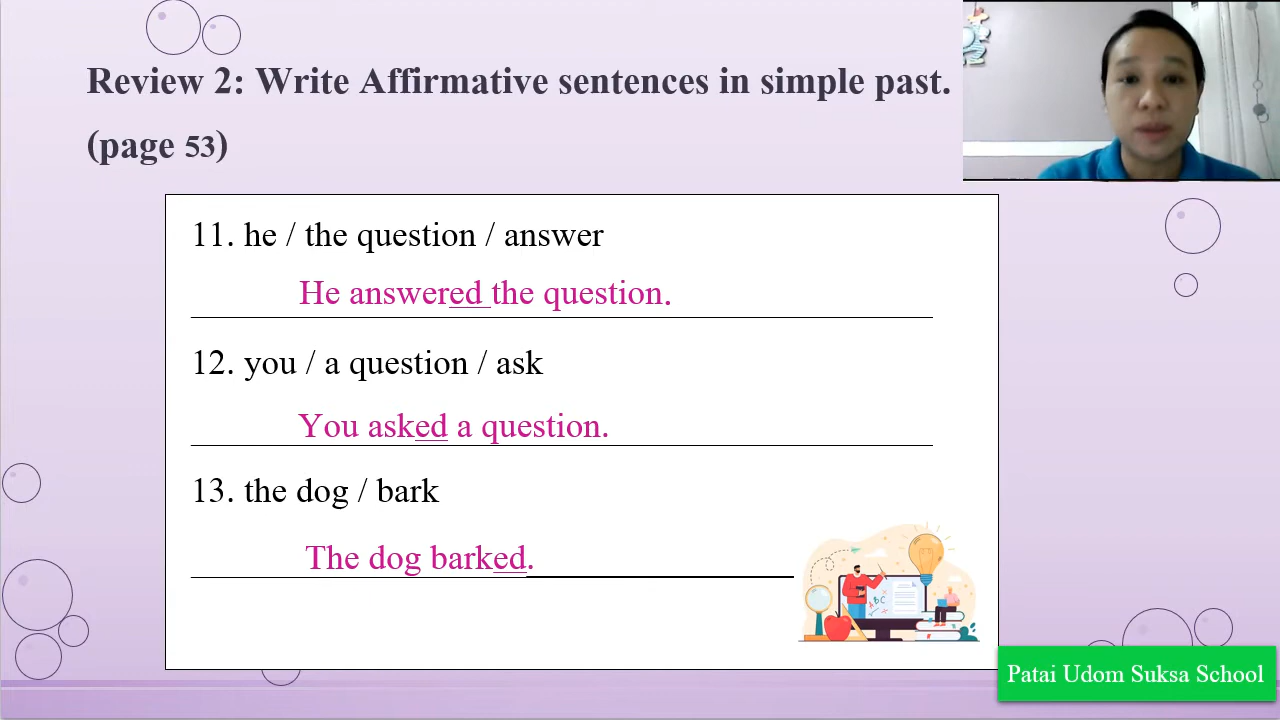 Review 2: Write Affirmative sentences in simple past.
(page 53)
11. he / the question / answer
He answered the question.
12. you / a question / ask
You asked a question.
13. the dog / bark
The dog barked.
ABC
Patai Udom Suksa School